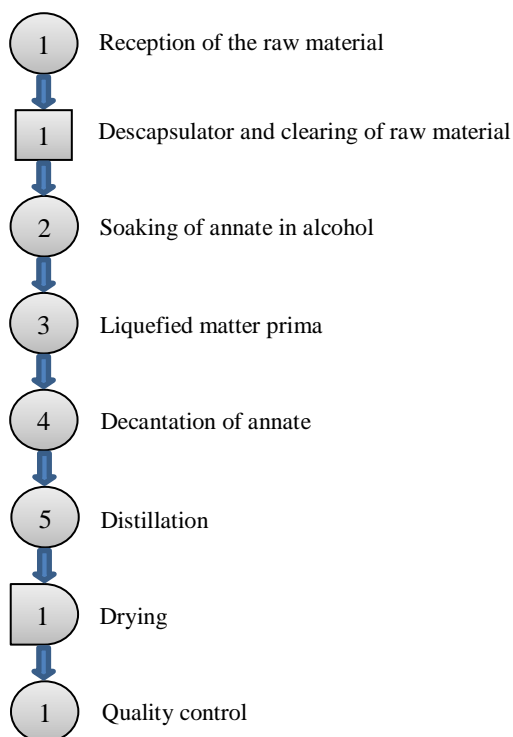 1 Reception of the raw material
1 Descapsulator and clearing of raw material
2 Soaking of annate in alcohol
3 Liquefied matter prima
4 Decantation of annate
5 Distillation
1 Drying
1 Quality control